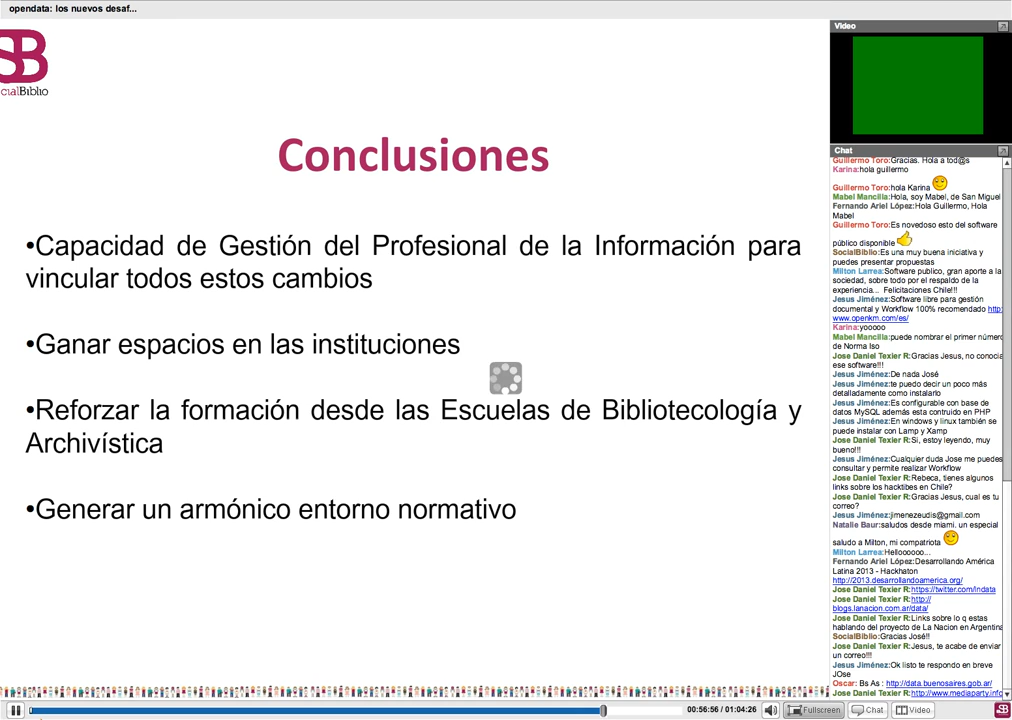 opendata: los nuevos desaf...
SB
cialBiblio
Conclusiones
•Capacidad de Gestión del Profesional de la Información para
vincular todos estos cambios
•Ganar espacios en las instituciones
•Reforzar la formación desde las Escuelas de Bibliotecología y
Archivística
•Generar un armónico entorno normativo
Video
Chat
Guillermo Toro:Gracias. Hola a tod@s
Karina:hola guillermo
Guillermo Toro:hola Karina
Mabel Mancilla:Hola, soy Mabel, de San Miguel
Fernando Ariel López:Hola Guillermo, Hola
Mabel
Guillermo Toro:Es novedoso esto del software
público disponible
SocialBiblio:Es una muy buena iniciativa y
puedes presentar propuestas
Milton Larrea:Software publico, gran aporte a la
sociedad, sobre todo por el respaldo de la
experiencia... Felicitaciones Chile!!!
Jesus Jiménez:Software libre para gestión
documental y Workflow 100% recomendado http:
www.openkm.com/es/
Karina:yooooo
Mabel Mancilla:puede nombrar el primer número
de Norma Iso
Jose Daniel Texier R:Gracias Jesus, no conocia
ese software!!!
Jesus Jiménez:De nada José
Jesus Jiménez:te puedo decir un poco más
detalladamente como instalarlo
Jesus Jiménez:Es configurable con base de
datos MySQL además esta contruido en PHP
Jesus Jiménez:En windows y linux también se
puede instalar con Lamp y Xamp
Jose Daniel Texier R:Si, estoy leyendo, muy
bueno!!!
Jesus Jiménez:Cualquier duda Jose me puedes
consultar y permite realizar Workflow
Jose Daniel Texier R:Rebeca, tienes algunos
links sobre los hacktibes en Chile?
Jose Daniel Texier R:Gracias Jesus, cual es tu
correo?
Jesus Jiménez:jimenezeudis@gmail.com
Natalie Baur:saludos desde miami. un especial
saludo a Milton, mi compatriota
Milton Larrea:Helloooooo...
Fernando Ariel López:Desarrollando América
Latina 2013 - Hackhaton
http://2013.desarrollandoamerica.org/
Jose Daniel Texier R:https://twitter.com/lndata
Jose Daniel Texier R:http://
blogs.lanacion.com.ar/data/
Jose Daniel Texier R:Links sobre lo q estas
hablando del proyecto de La Nacion en Argentina
SocialBiblio:Gracias José!!
Jose Daniel Texier R:Jesus, te acabe de enviar
un correo!!!
Jesus Jiménez:Ok listo te respondo en breve
JOse
Oscar: Bs As : http://data.buenosaires.gob.ar/
Jose Daniel Texier R:http://www.mediaparty.info
00:56:56 / 01:04:26
Fullscreen
Chat
Video
SB